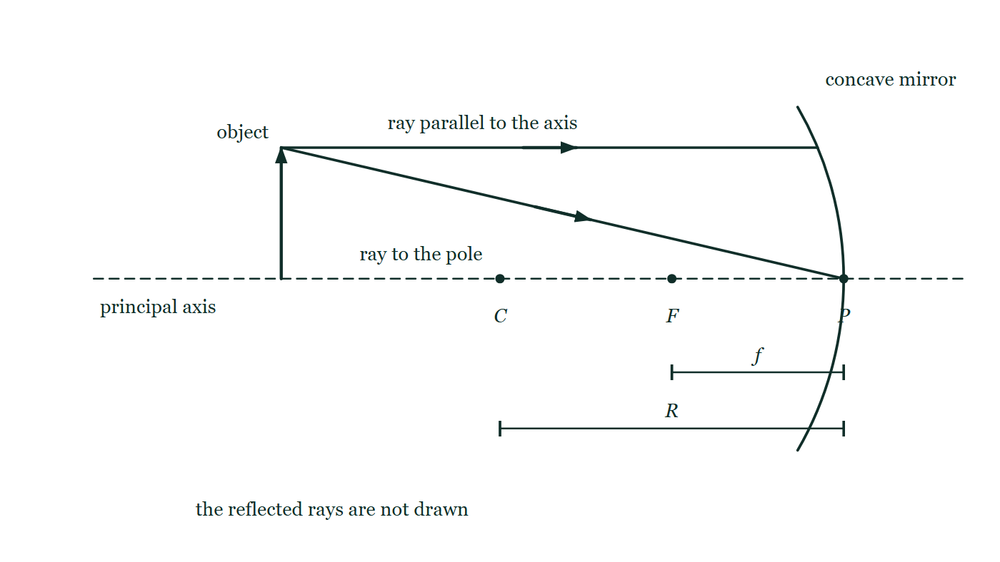 concave mirror
ray parallel to the axis
object
ray to the pole
principal axis
C
F
P
f
R
the reflected rays are not drawn